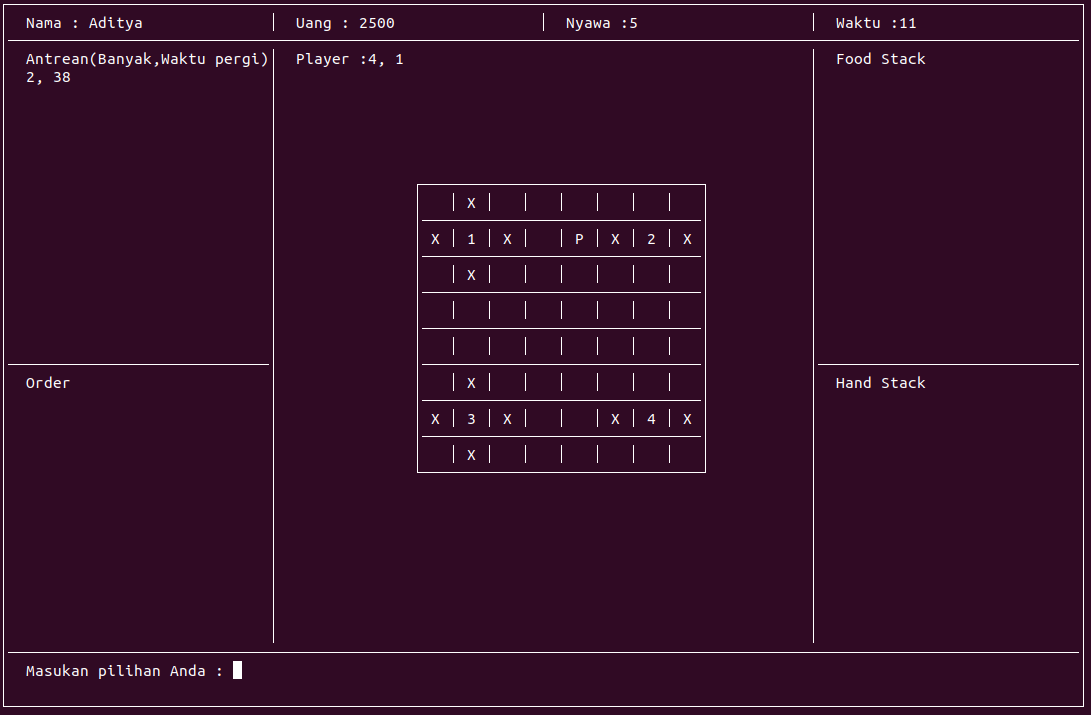 Nama : Aditya Uang : 2500 Nyawa :5 Waktu :11
Antrean(Banyak,Waktu pergi)
2, 38
Player :4, 1
Food Stack
X
X 1 X P X 2 X
X
X
X 3 X X 4 X
X
Order
Hand Stack
Masukan pilihan Anda :